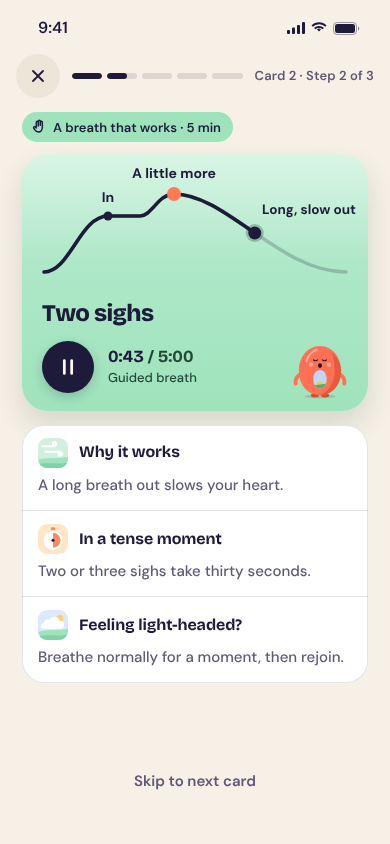 9:41
Card 2 · Step 2 of 3
A breath that works · 5 min
A little more
In
Long, slow out
Two sighs
0:43 / 5:00
Guided breath
Why it works
A long breath out slows your heart.
In a tense moment
Two or three sighs take thirty seconds.
Feeling light-headed?
Breathe normally for a moment, then rejoin.
Skip to next card